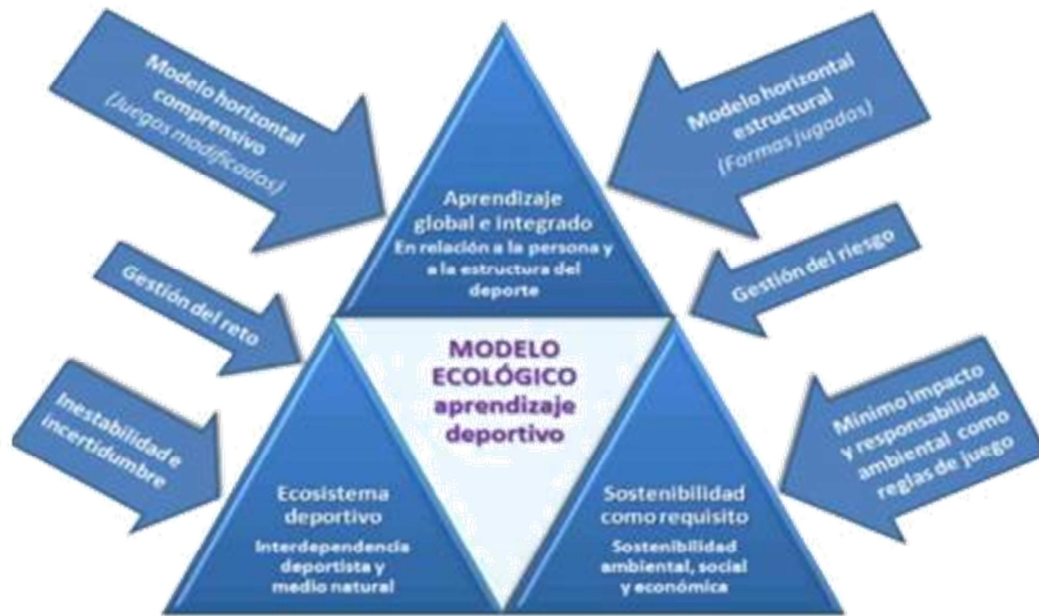 Modelo horizontal
comprensivo
(Juegos modificados)
Modelo horizontal
estructural
(Formas jugadas)
Aprendizaje
global e integrado
En relación a la persona y
a la estructura del
deporte
Gestión del reto
Gestión del riesgo
MODELO
ECOLÓGICO
aprendizaje
deportivo
Inestabilidad e
incertidumbre
Mínimo impacto
y responsabilidad
ambiental como
reglas de juego
Ecosistema
deportivo
Interdependencia
deportista y
medio natural
Sostenibilidad
como requisito
Sostenibilidad
ambiental, social
y económica